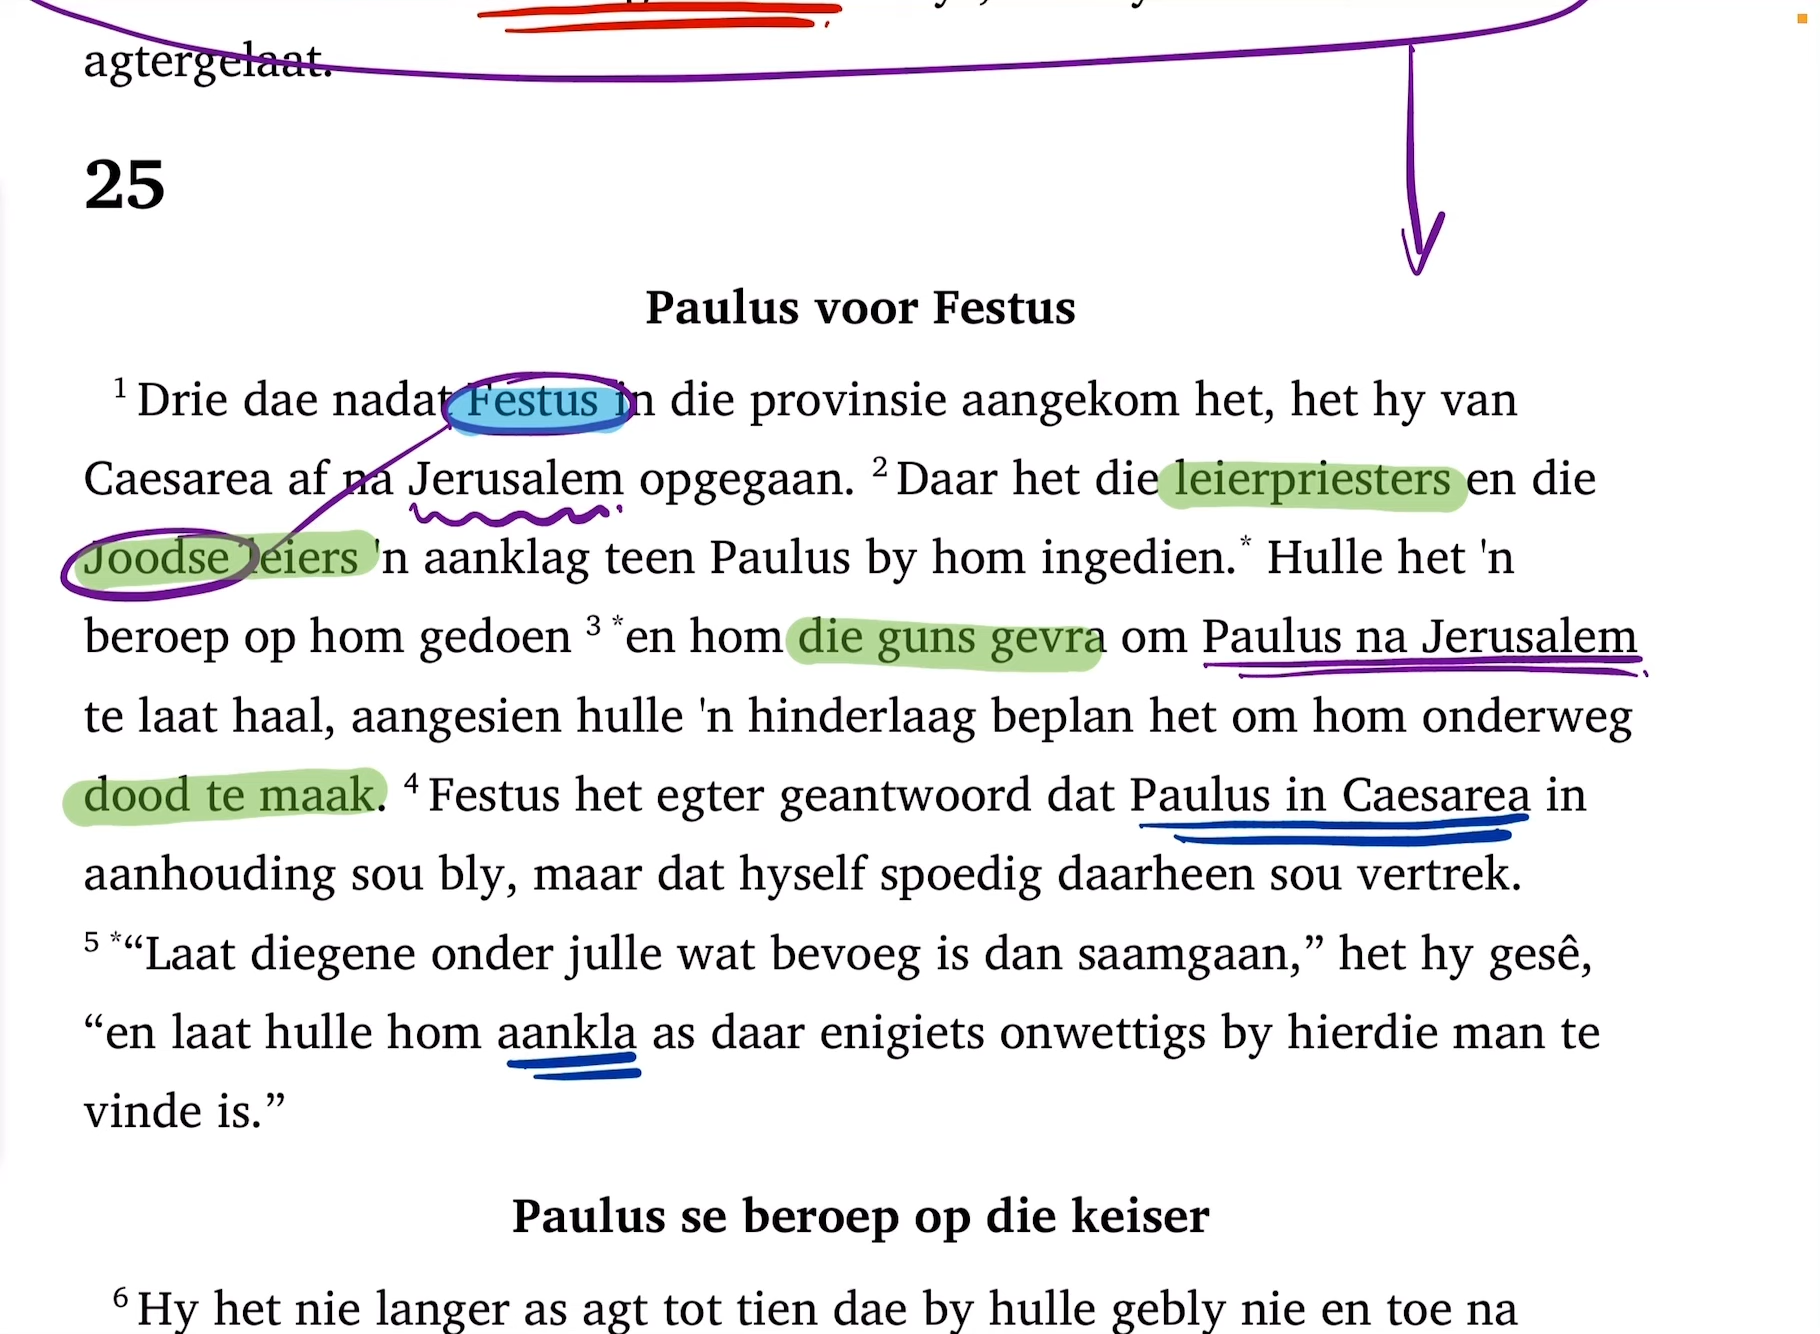 agtergelaat.
25
Paulus voor Festus
1 Drie dae nadat Festus in die provinsie aangekom het, het hy van
Caesarea af na Jerusalem opgegaan. 2 Daar het die leierpriesters en die
Joodse leiers 'n aanklag teen Paulus by hom ingedien.* Hulle het 'n
beroep op hom gedoen 3 *en hom die guns gevra om Paulus na Jerusalem
te laat haal, aangesien hulle 'n hinderlaag beplan het om hom onderweg
dood te maak. 4 Festus het egter geantwoord dat Paulus in Caesarea in
aanhouding sou bly, maar dat hyself spoedig daarheen sou vertrek.
5 *“Laat diegene onder julle wat bevoeg is dan saamgaan,” het hy gesê,
“en laat hulle hom aankla as daar enigiets onwettigs by hierdie man te
vinde is.”
Paulus se beroep op die keiser
6 Hy het nie langer as agt tot tien dae by hulle gebly nie en toe na